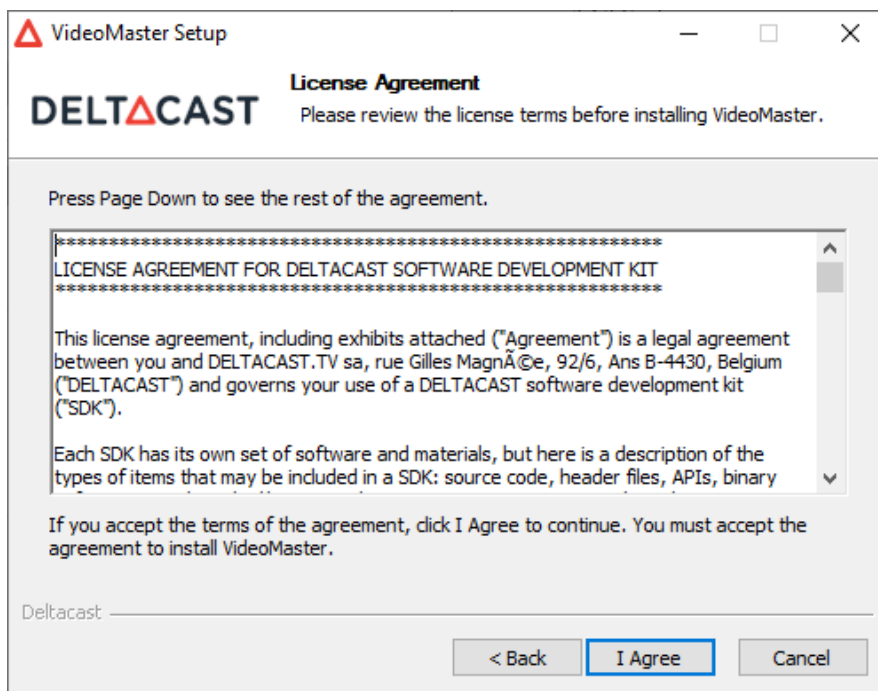 VideoMaster Setup
DELTACAST
License Agreement
Please review the license terms before installing VideoMaster.
Press Page Down to see the rest of the agreement.
*********************************************************
LICENSE AGREEMENT FOR DELTACAST SOFTWARE DEVELOPMENT KIT
*********************************************************
This license agreement, including exhibits attached ("Agreement") is a legal agreement
between you and DELTACAST.TV sa, rue Gilles MagnÃ©e, 92/6, Ans B-4430, Belgium
("DELTACAST") and governs your use of a DELTACAST software development kit
("SDK").
Each SDK has its own set of software and materials, but here is a description of the
types of items that may be included in a SDK: source code, header files, APIs, binary
If you accept the terms of the agreement, click I Agree to continue. You must accept the
agreement to install VideoMaster.
Deltacast
< Back
I Agree
Cancel